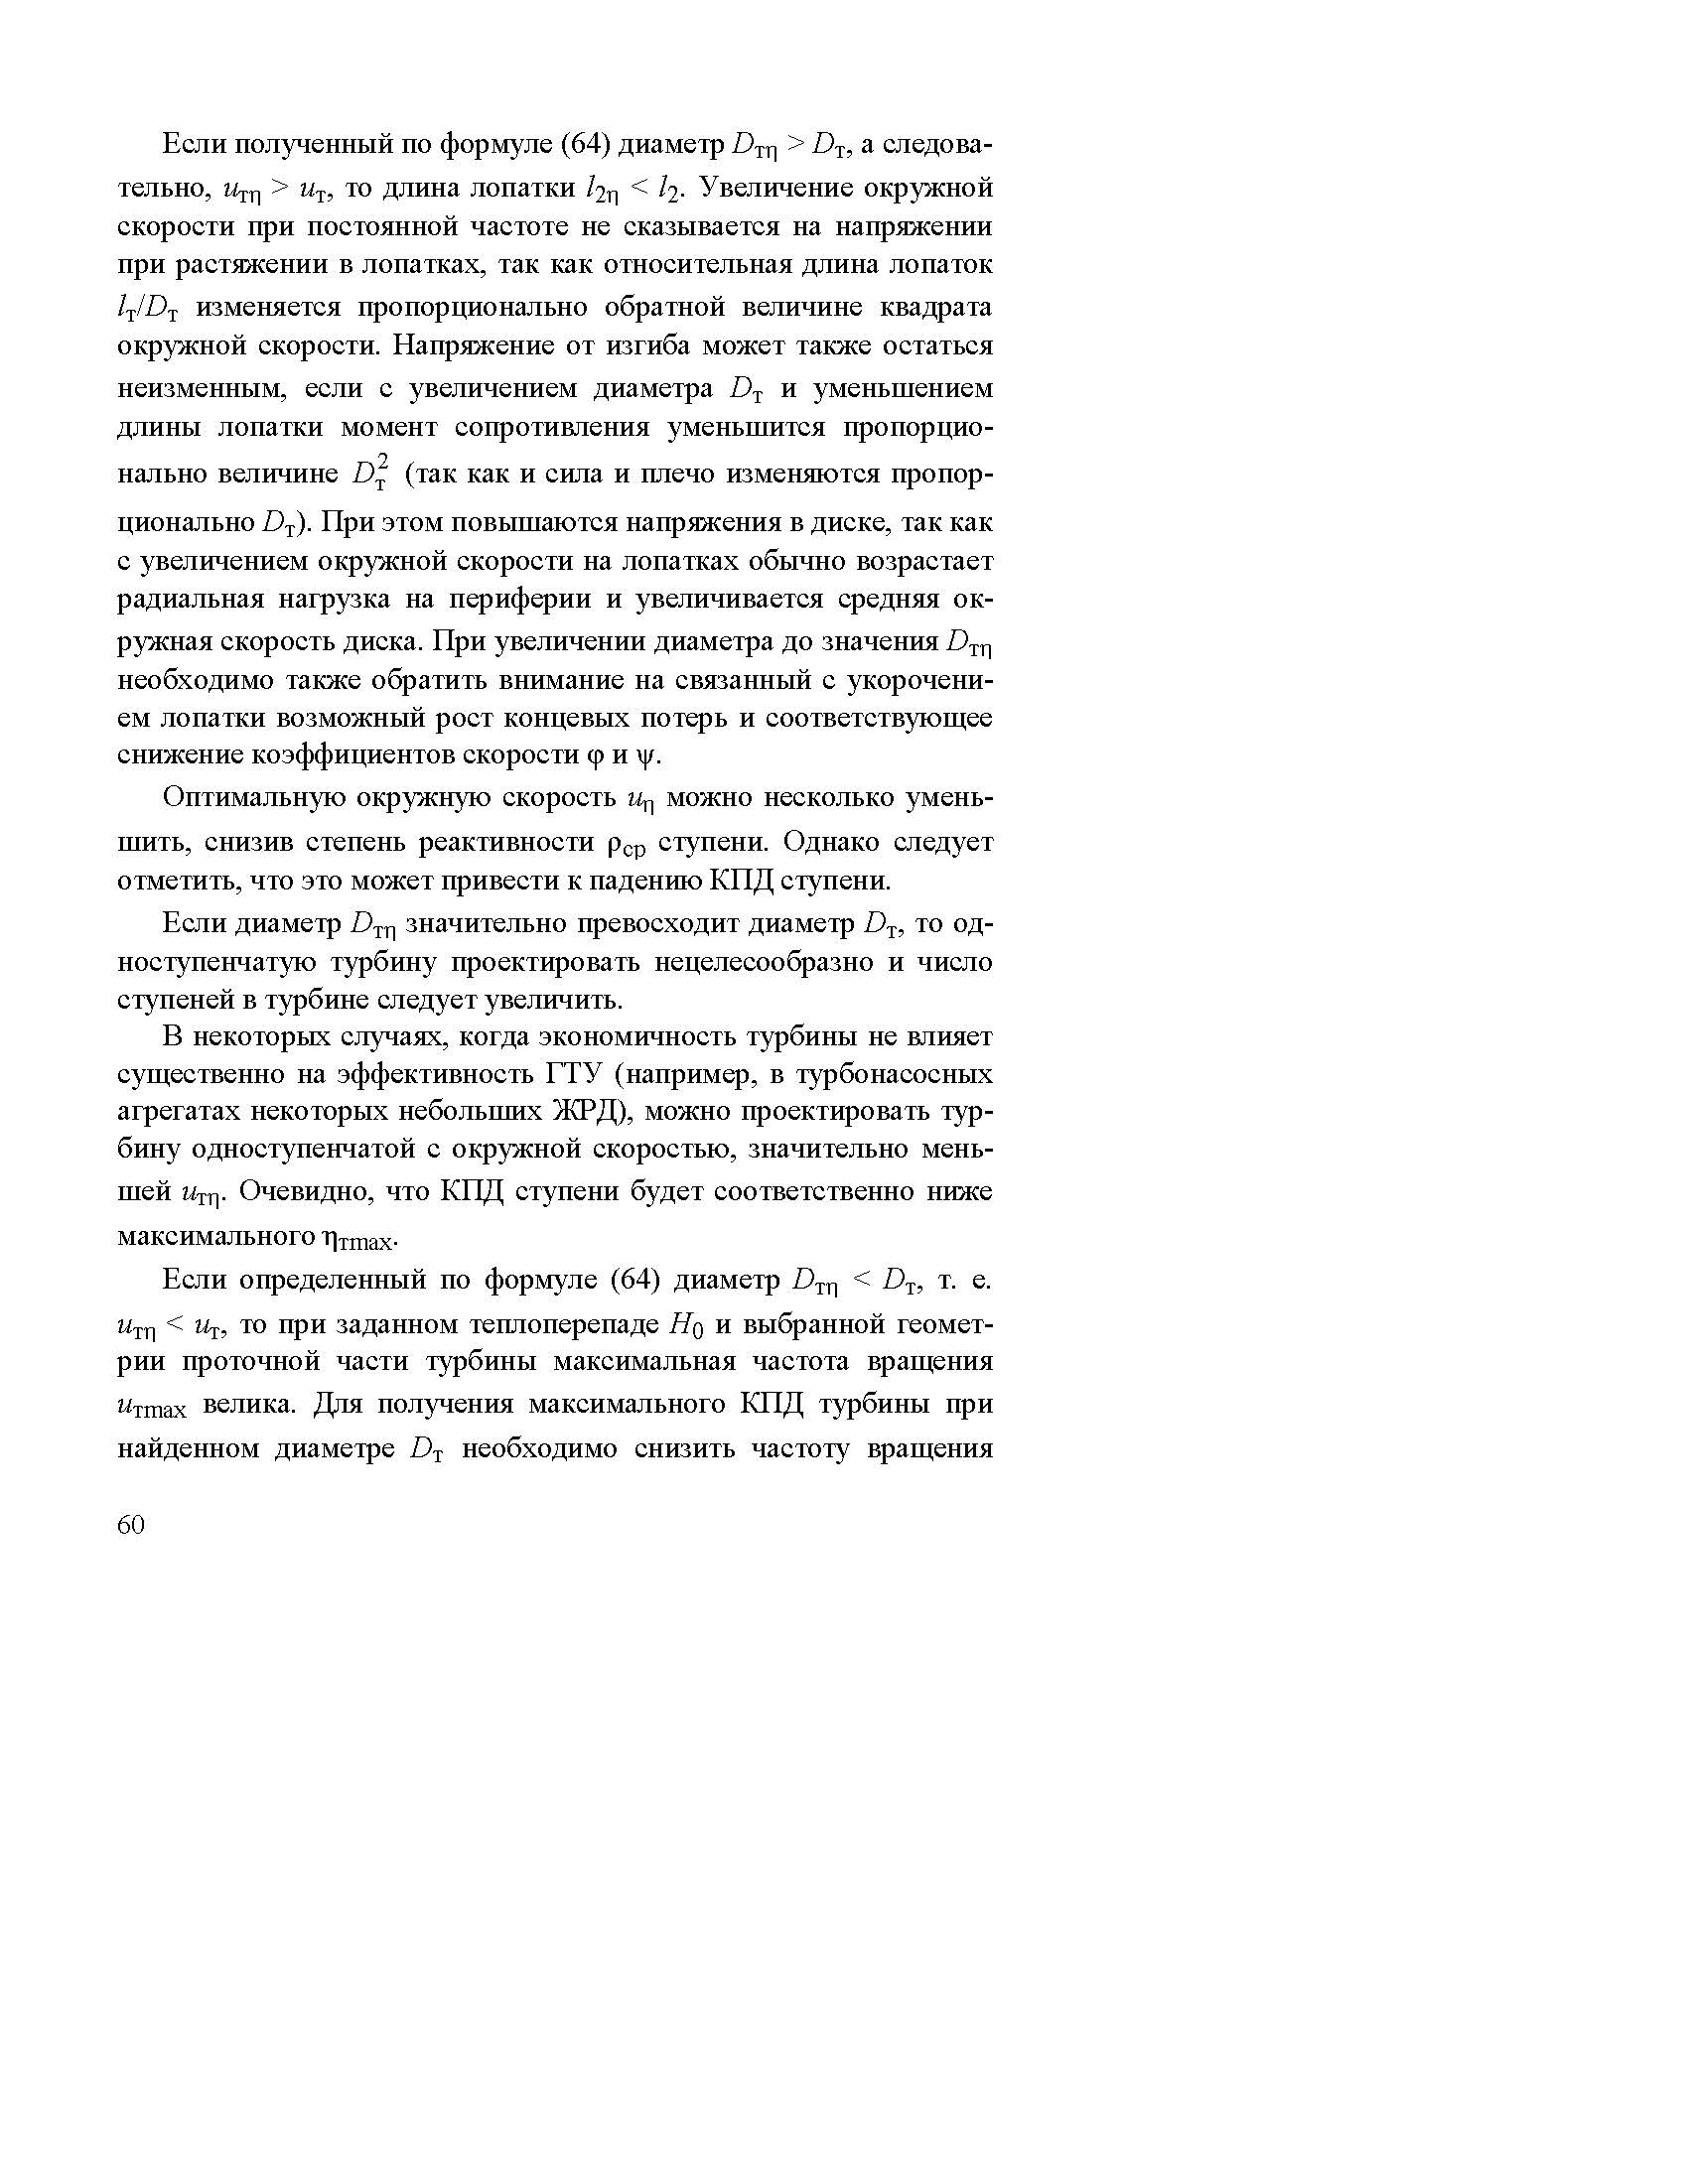 Если полученный по формуле (64) диаметр Dтη > Dт, а следова-
тельно, uтη > uт, то длина лопатки l2η < l2. Увеличение окружной
скорости при постоянной частоте не сказывается на напряжении
при растяжении в лопатках, так как относительная длина лопаток
lт/Dт изменяется пропорционально обратной величине квадрата
окружной скорости. Напряжение от изгиба может также остаться
неизменным, если с увеличением диаметра Dт и уменьшением
длины лопатки момент сопротивления уменьшится пропорцио-
нально величине Dт² (так как и сила и плечо изменяются пропор-
ционально Dт). При этом повышаются напряжения в диске, так как
с увеличением окружной скорости на лопатках обычно возрастает
радиальная нагрузка на периферии и увеличивается средняя ок-
ружная скорость диска. При увеличении диаметра до значения Dтη
необходимо также обратить внимание на связанный с укорочени-
ем лопатки возможный рост концевых потерь и соответствующее
снижение коэффициентов скорости φ и ψ.
Оптимальную окружную скорость uη можно несколько умень-
шить, снизив степень реактивности ρср ступени. Однако следует
отметить, что это может привести к падению КПД ступени.
Если диаметр Dтη значительно превосходит диаметр Dт, то од-
ноступенчатую турбину проектировать нецелесообразно и число
ступеней в турбине следует увеличить.
В некоторых случаях, когда экономичность турбины не влияет
существенно на эффективность ГТУ (например, в турбонасосных
агрегатах некоторых небольших ЖРД), можно проектировать тур-
бину одноступенчатой с окружной скоростью, значительно мень-
шей uтη. Очевидно, что КПД ступени будет соответственно ниже
максимального ηтmax.
Если определенный по формуле (64) диаметр Dтη < Dт, т. е.
uтη < uт, то при заданном теплоперепаде H0 и выбранной геомет-
рии проточной части турбины максимальная частота вращения
uтmax велика. Для получения максимального КПД турбины при
найденном диаметре Dт необходимо снизить частоту вращения
60